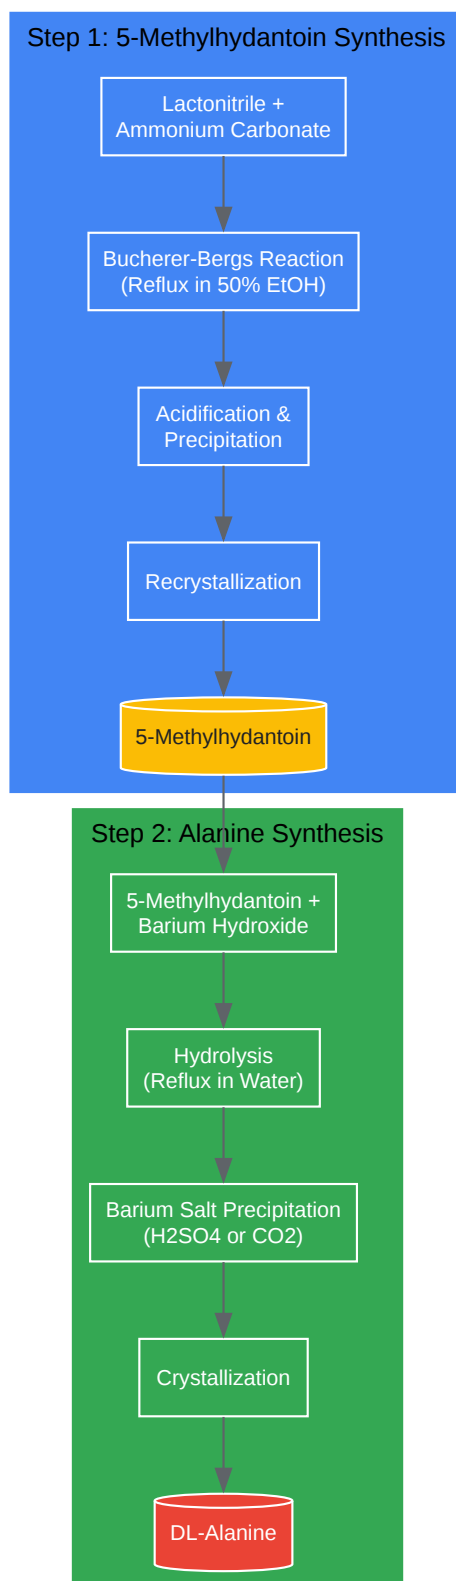 Step 1: 5-Methylhydantoin Synthesis
Lactonitrile +
Ammonium Carbonate
Bucherer-Bergs Reaction
(Reflux in 50% EtOH)
Acidification &
Precipitation
Recrystallization
5-Methylhydantoin
Step 2: Alanine Synthesis
5-Methylhydantoin +
Barium Hydroxide
Hydrolysis
(Reflux in Water)
Barium Salt Precipitation
(H2SO4 or CO2)
Crystallization
DL-Alanine